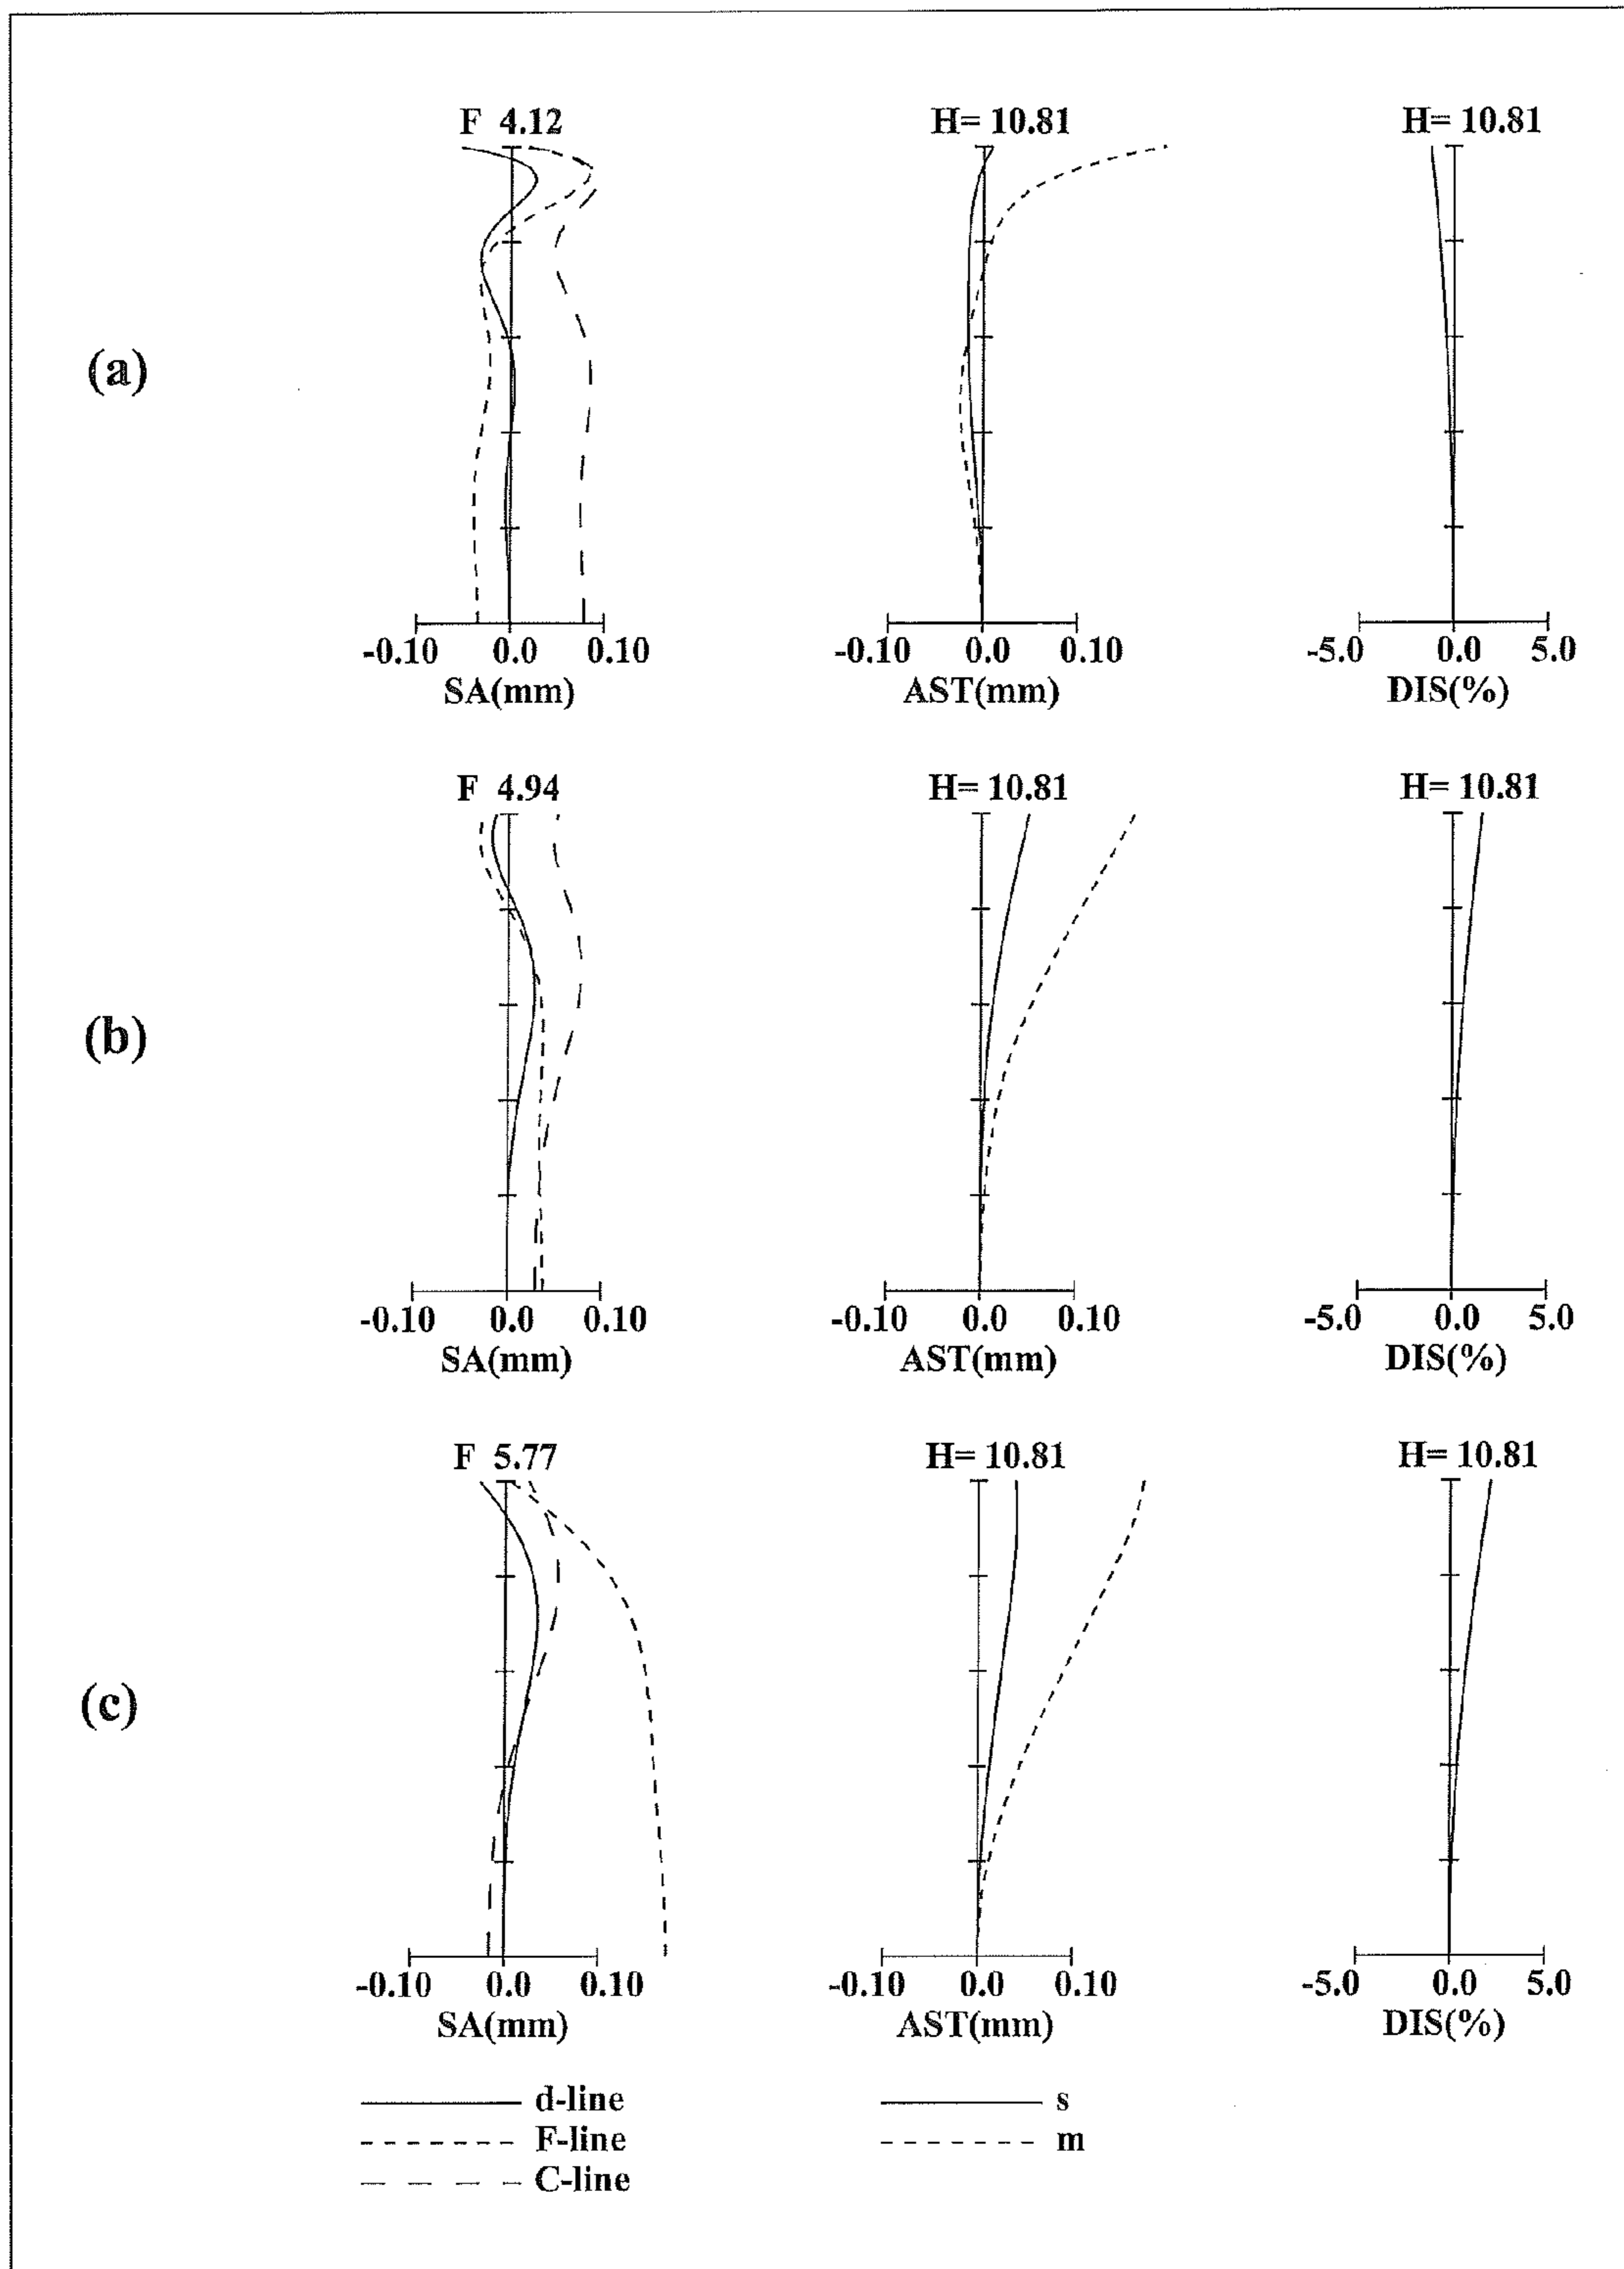 F 4.12 H= 10.81 H= 10.81
(a)
-0.10 0.0 0.10 -0.10 0.0 0.10 -5.0 0.0 5.0
SA(mm) AST(mm) DIS(%)
F 4.94 H= 10.81 H= 10.81
(b)
-0.10 0.0 0.10 -0.10 0.0 0.10 -5.0 0.0 5.0
SA(mm) AST(mm) DIS(%)
F 5.77 H= 10.81 H= 10.81
(c)
-0.10 0.0 0.10 -0.10 0.0 0.10 -5.0 0.0 5.0
SA(mm) AST(mm) DIS(%)
d-line s
F-line m
C-line